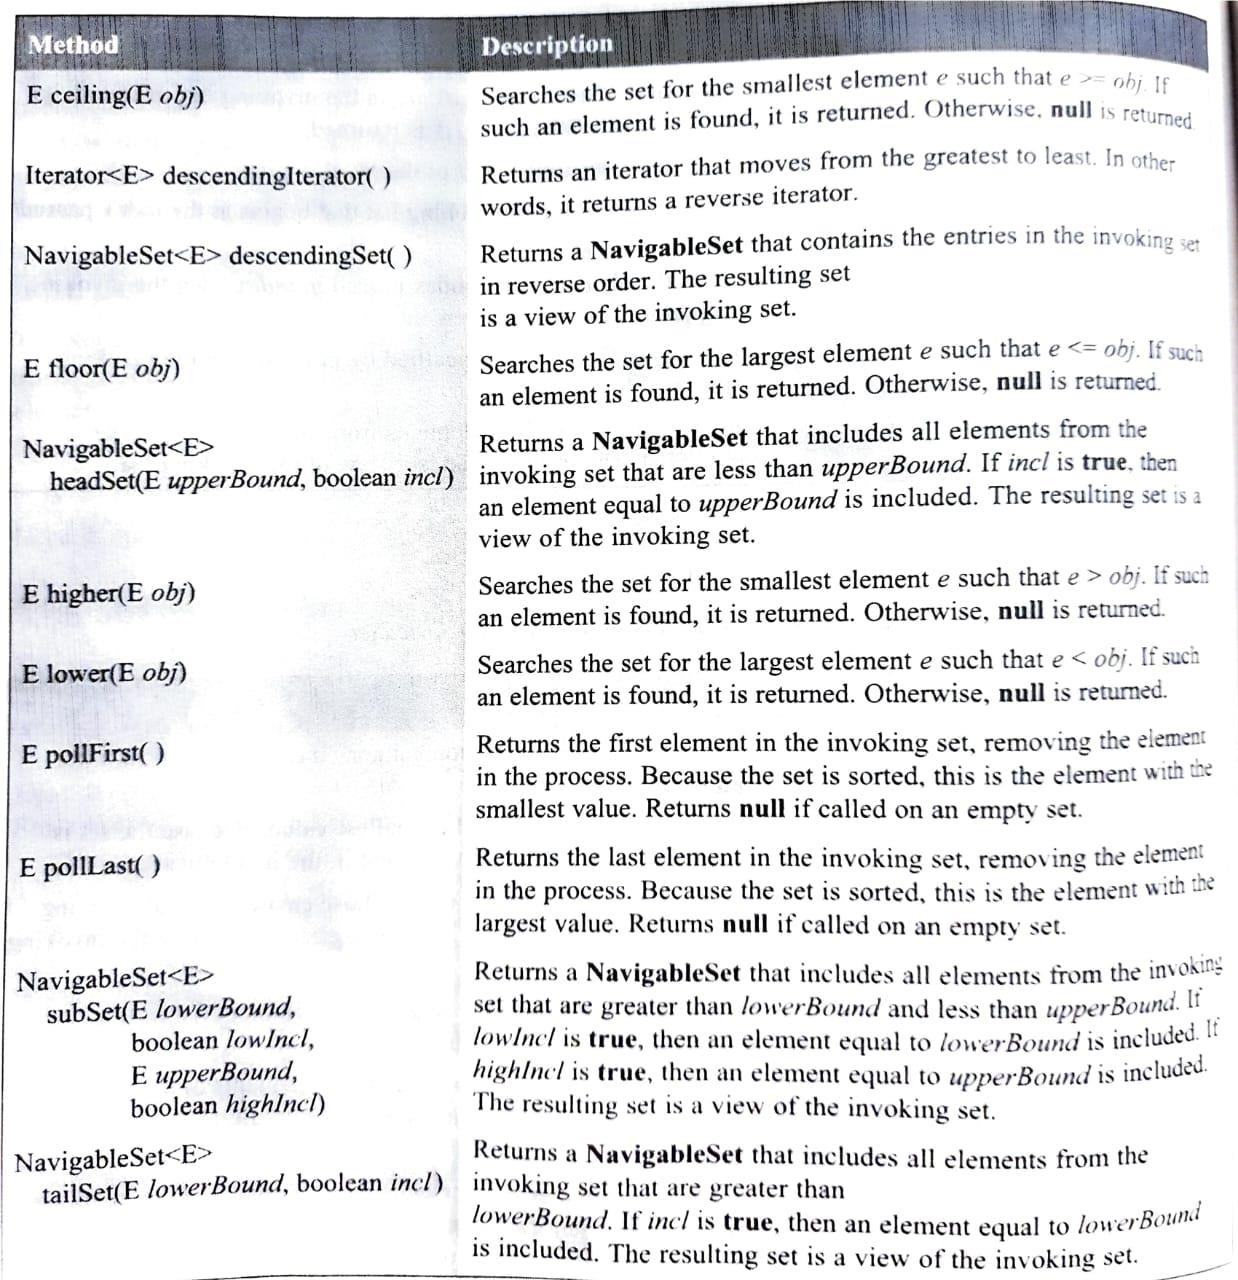 Method Description
E ceiling(E obj)
Searches the set for the smallest element e such that e >= obj. If
such an element is found, it is returned. Otherwise, null is returned.
Iterator<E> descendingIterator( )
Returns an iterator that moves from the greatest to least. In other
words, it returns a reverse iterator.
NavigableSet<E> descendingSet( )
Returns a NavigableSet that contains the entries in the invoking set
in reverse order. The resulting set
is a view of the invoking set.
E floor(E obj)
Searches the set for the largest element e such that e <= obj. If such
an element is found, it is returned. Otherwise, null is returned.
NavigableSet<E>
headSet(E upperBound, boolean incl)
Returns a NavigableSet that includes all elements from the
invoking set that are less than upperBound. If incl is true, then
an element equal to upperBound is included. The resulting set is a
view of the invoking set.
E higher(E obj)
Searches the set for the smallest element e such that e > obj. If such
an element is found, it is returned. Otherwise, null is returned.
E lower(E obj)
Searches the set for the largest element e such that e < obj. If such
an element is found, it is returned. Otherwise, null is returned.
E pollFirst( )
Returns the first element in the invoking set, removing the element
in the process. Because the set is sorted, this is the element with the
smallest value. Returns null if called on an empty set.
E pollLast( )
Returns the last element in the invoking set, removing the element
in the process. Because the set is sorted, this is the element with the
largest value. Returns null if called on an empty set.
NavigableSet<E>
subSet(E lowerBound,
boolean lowIncl,
E upperBound,
boolean highIncl)
Returns a NavigableSet that includes all elements from the invoking
set that are greater than lowerBound and less than upperBound. If
lowIncl is true, then an element equal to lowerBound is included. If
highIncl is true, then an element equal to upperBound is included.
The resulting set is a view of the invoking set.
NavigableSet<E>
tailSet(E lowerBound, boolean incl)
Returns a NavigableSet that includes all elements from the
invoking set that are greater than
lowerBound. If incl is true, then an element equal to lowerBound
is included. The resulting set is a view of the invoking set.